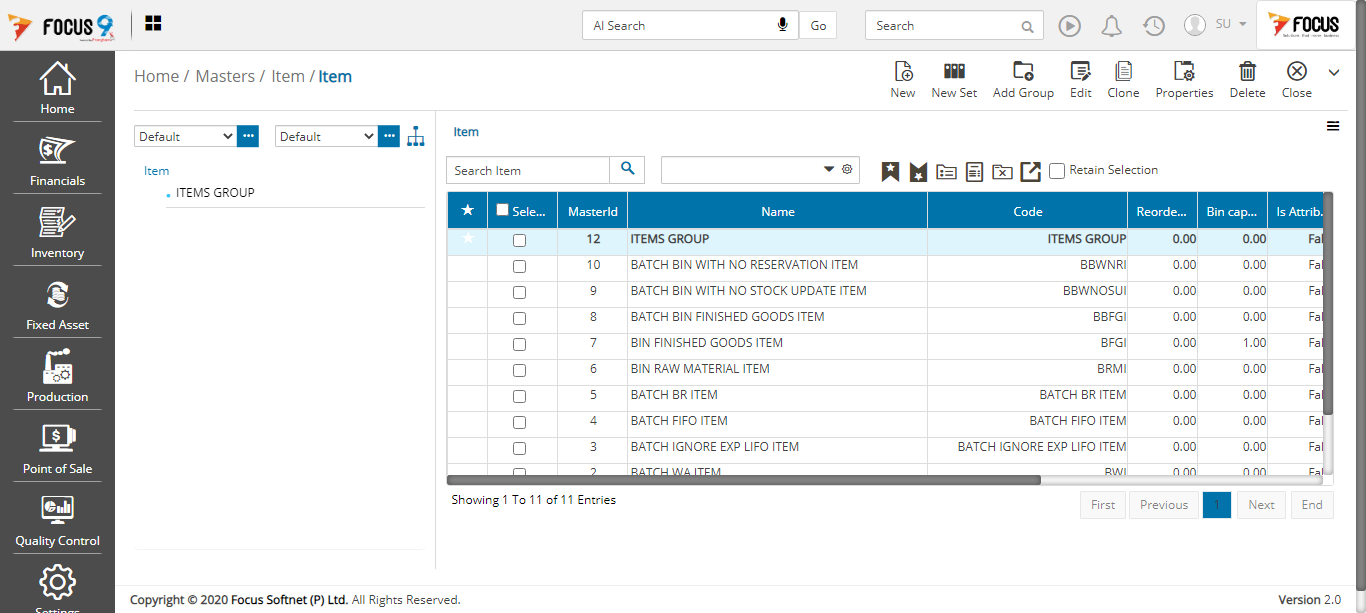 FOCUS 9
AI Search
Go
Search
SU
FOCUS
Home / Masters / Item / Item
New
New Set
Add Group
Edit
Clone
Properties
Delete
Close
Home
Financials
Inventory
Fixed Asset
Production
Point of Sale
Quality Control
Settings
Default
Default
Item
ITEMS GROUP
Item
Search Item
Retain Selection
Sele... MasterId Name Code Reorde... Bin cap... Is Attrib.
12 ITEMS GROUP ITEMS GROUP 0.00 0.00 Fal
10 BATCH BIN WITH NO RESERVATION ITEM BBWNRI 0.00 0.00 Fal
9 BATCH BIN WITH NO STOCK UPDATE ITEM BBWNOSUI 0.00 0.00 Fal
8 BATCH BIN FINISHED GOODS ITEM BBFGI 0.00 0.00 Fal
7 BIN FINISHED GOODS ITEM BFGI 0.00 1.00 Fal
6 BIN RAW MATERIAL ITEM BRMI 0.00 0.00 Fal
5 BATCH BR ITEM BATCH BR ITEM 0.00 0.00 Fal
4 BATCH FIFO ITEM BATCH FIFO ITEM 0.00 0.00 Fal
3 BATCH IGNORE EXP LIFO ITEM BATCH IGNORE EXP LIFO ITEM 0.00 0.00 Fal
2 BATCH WA ITEM BWI 0.00 0.00 Fal
Showing 1 To 11 of 11 Entries
First Previous 1 Next End
Copyright © 2020 Focus Softnet (P) Ltd. All Rights Reserved.
Version 2.0